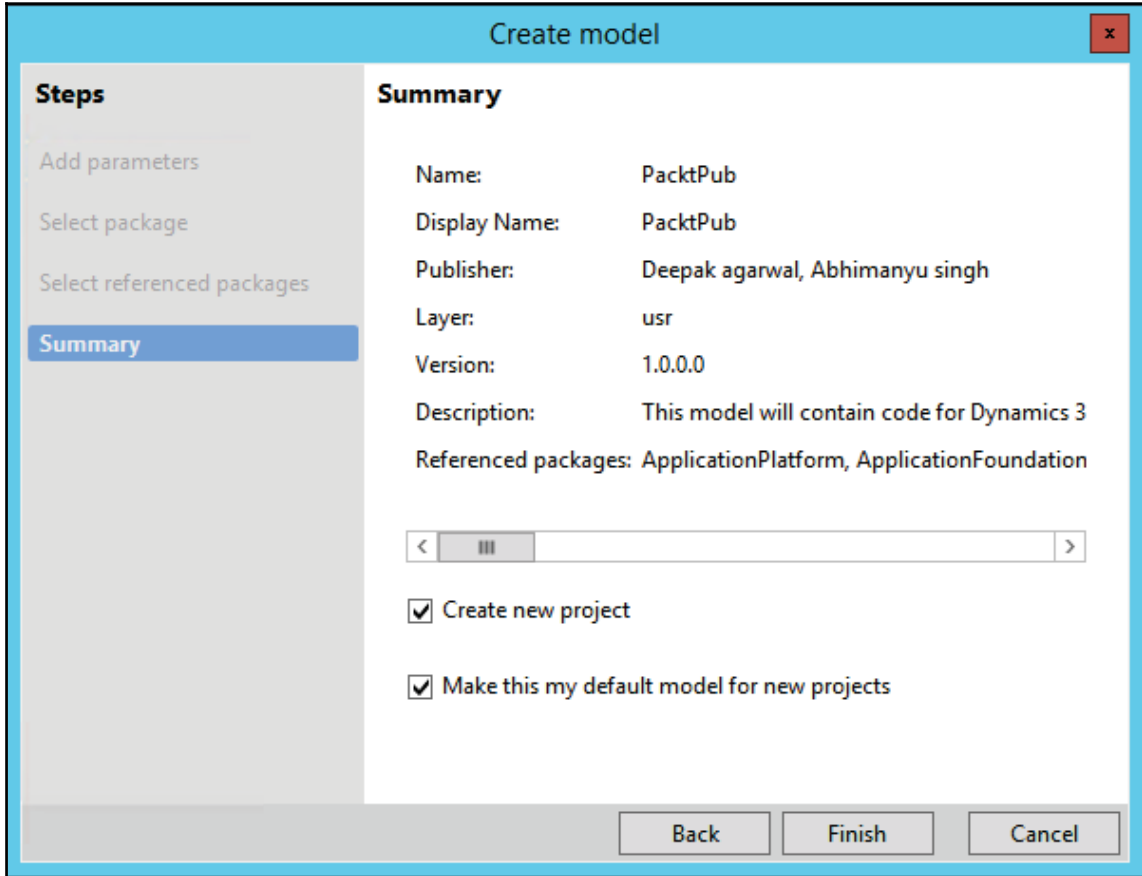 Create model
x
Steps
Add parameters
Select package
Select referenced packages
Summary
Summary
Name: PacktPub
Display Name: PacktPub
Publisher: Deepak agarwal, Abhimanyu singh
Layer: usr
Version: 1.0.0.0
Description: This model will contain code for Dynamics 3
Referenced packages: ApplicationPlatform, ApplicationFoundation
Create new project
Make this my default model for new projects
Back Finish Cancel